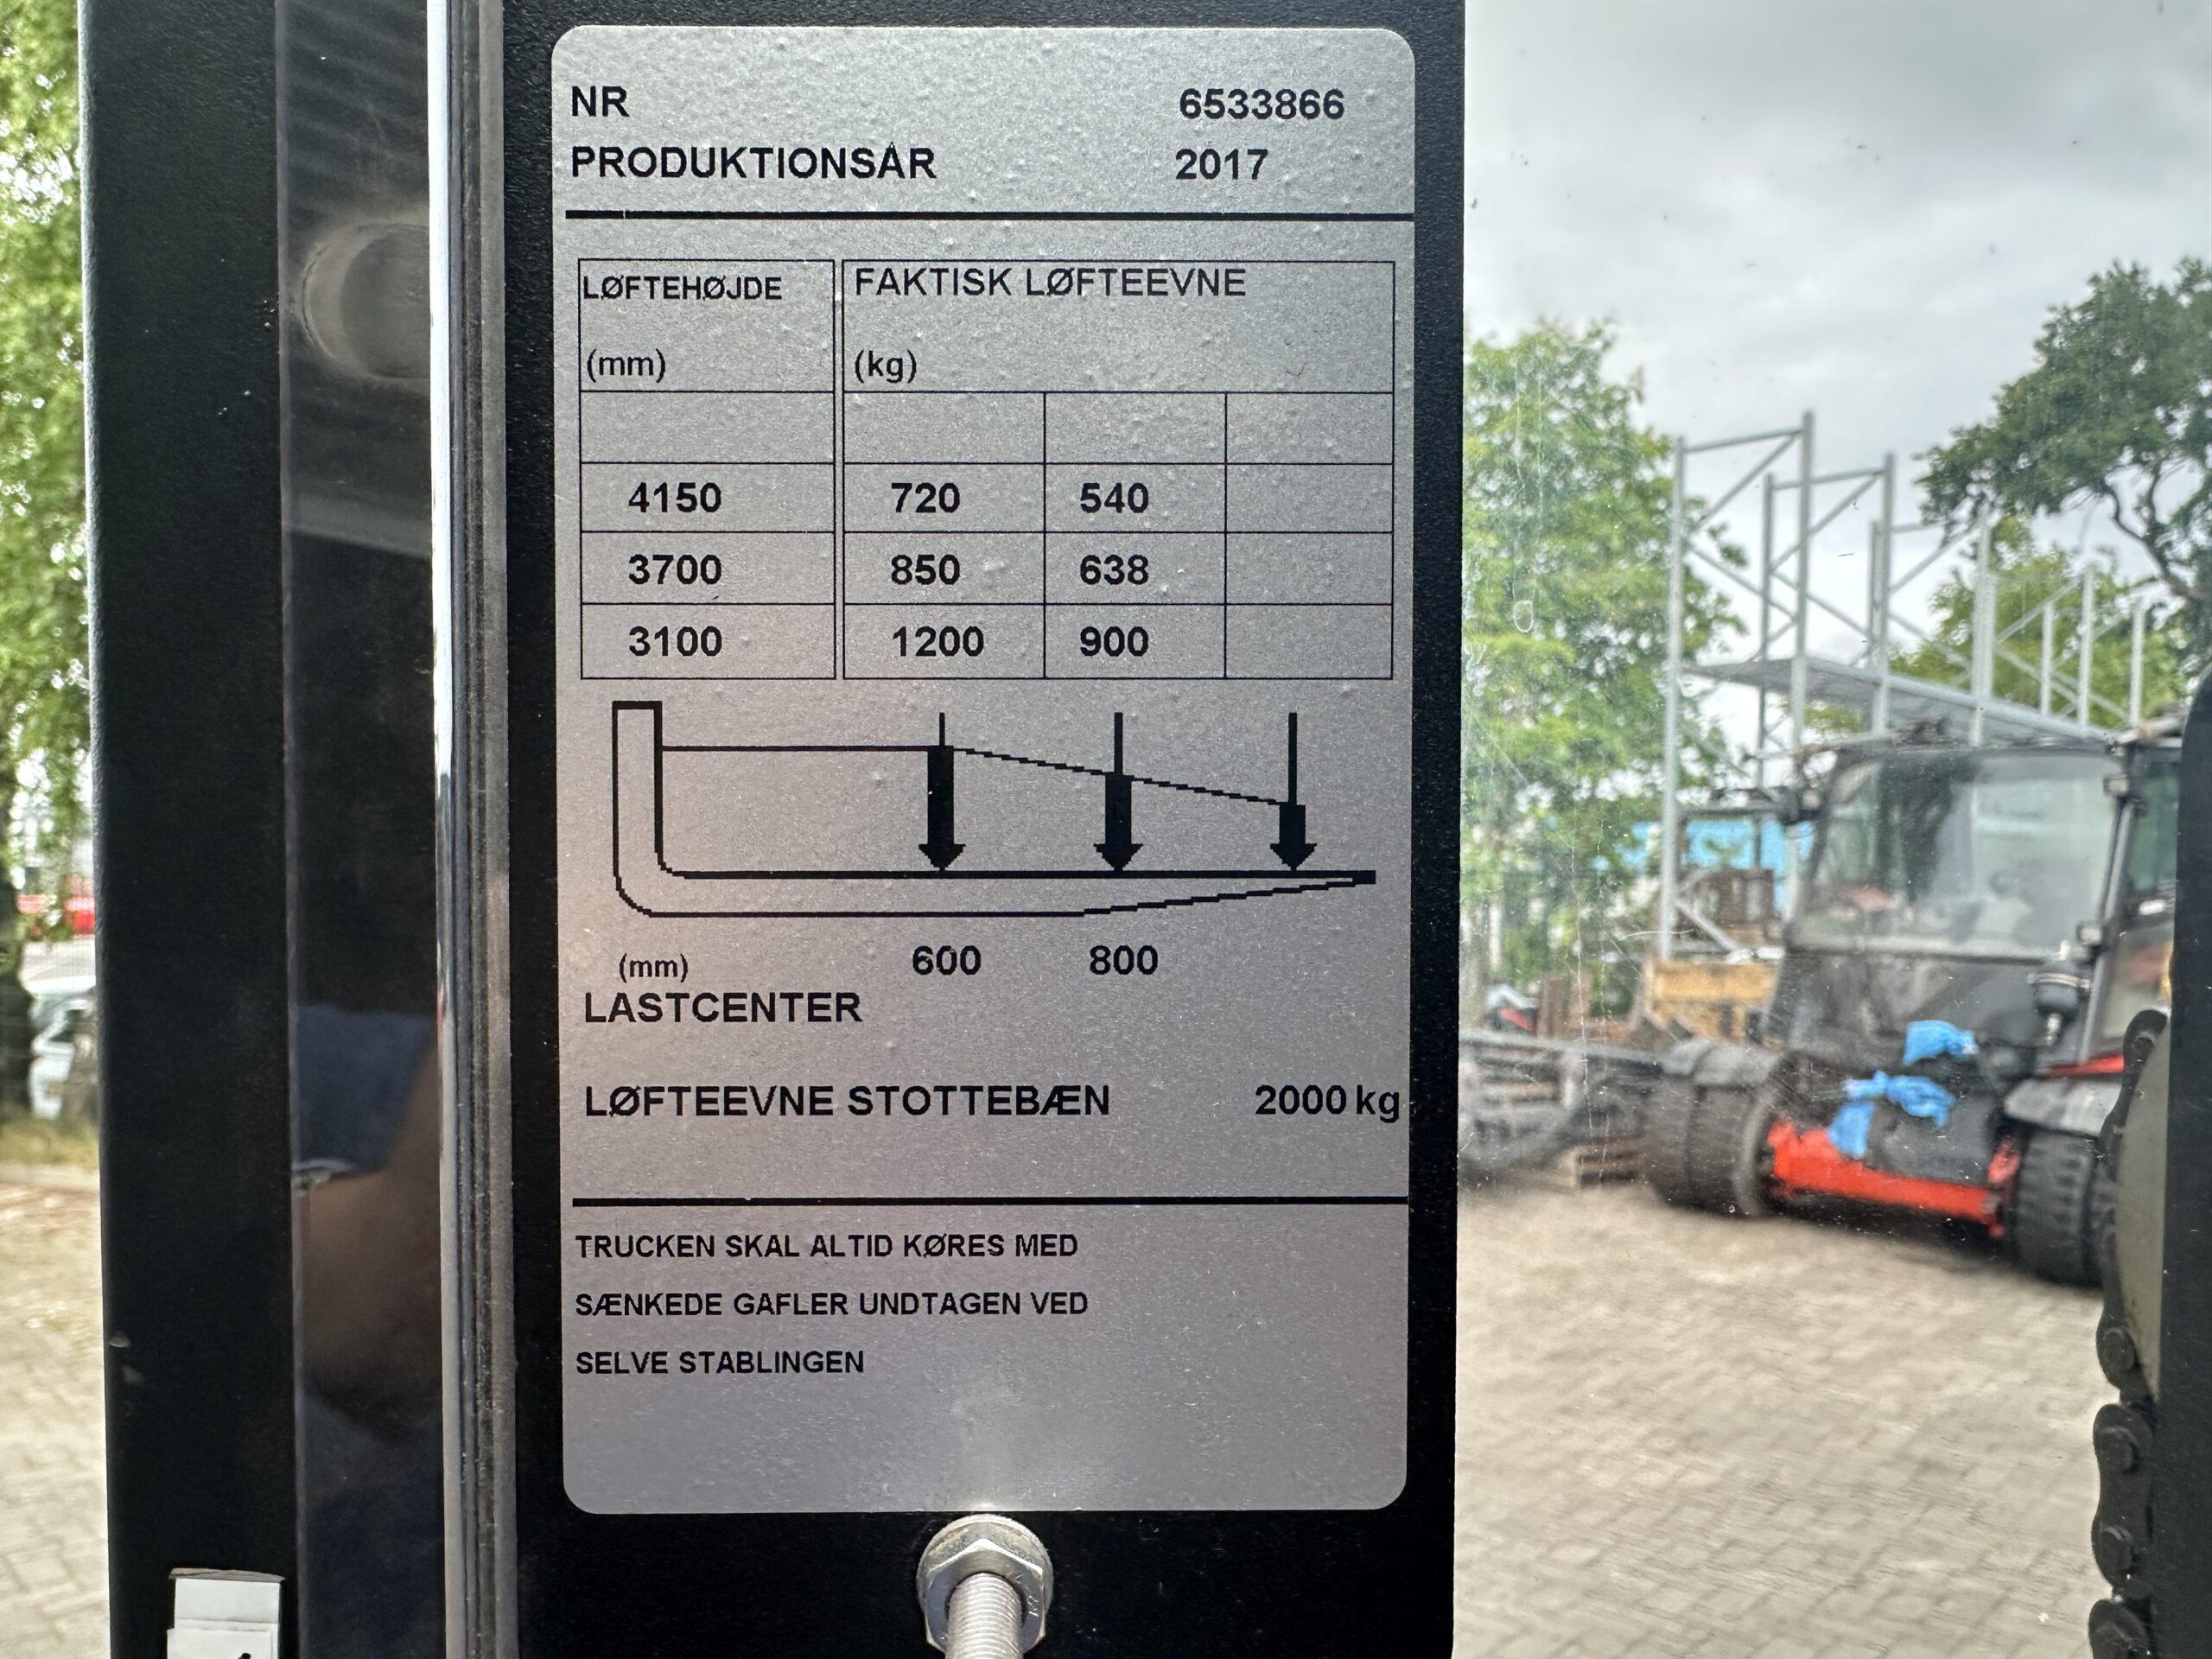 NR 6533866
PRODUKTIONSÅR 2017
LØFTEHØJDE FAKTISK LØFTEEVNE
(mm) (kg)
4150 720 540
3700 850 638
3100 1200 900
(mm) 600 800
LASTCENTER
LØFTEEVNE STOTTEBÆN 2000 kg
TRUCKEN SKAL ALTID KØRES MED
SÆNKEDE GAFLER UNDTAGEN VED
SELVE STABLINGEN